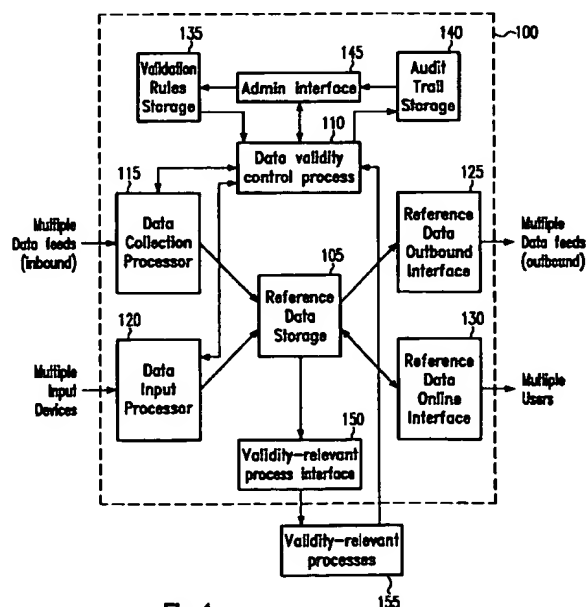 135
140
100
145
Validation
Rules
Storage
Admin interface
Audit
Trail
Storage
110
Data validity
control process
115
125
Multiple
Data feeds
(inbound)
Data
Collection
Processor
Reference
Data
Outbound
Interface
Multiple
Data feeds
(outbound)
105
Reference
Data
Storage
120
130
Multiple
Input
Devices
Data
Input
Processor
Reference
Data
Online
Interface
Multiple
Users
150
Validity-relevant
process interface
Validity-relevant
processes
155